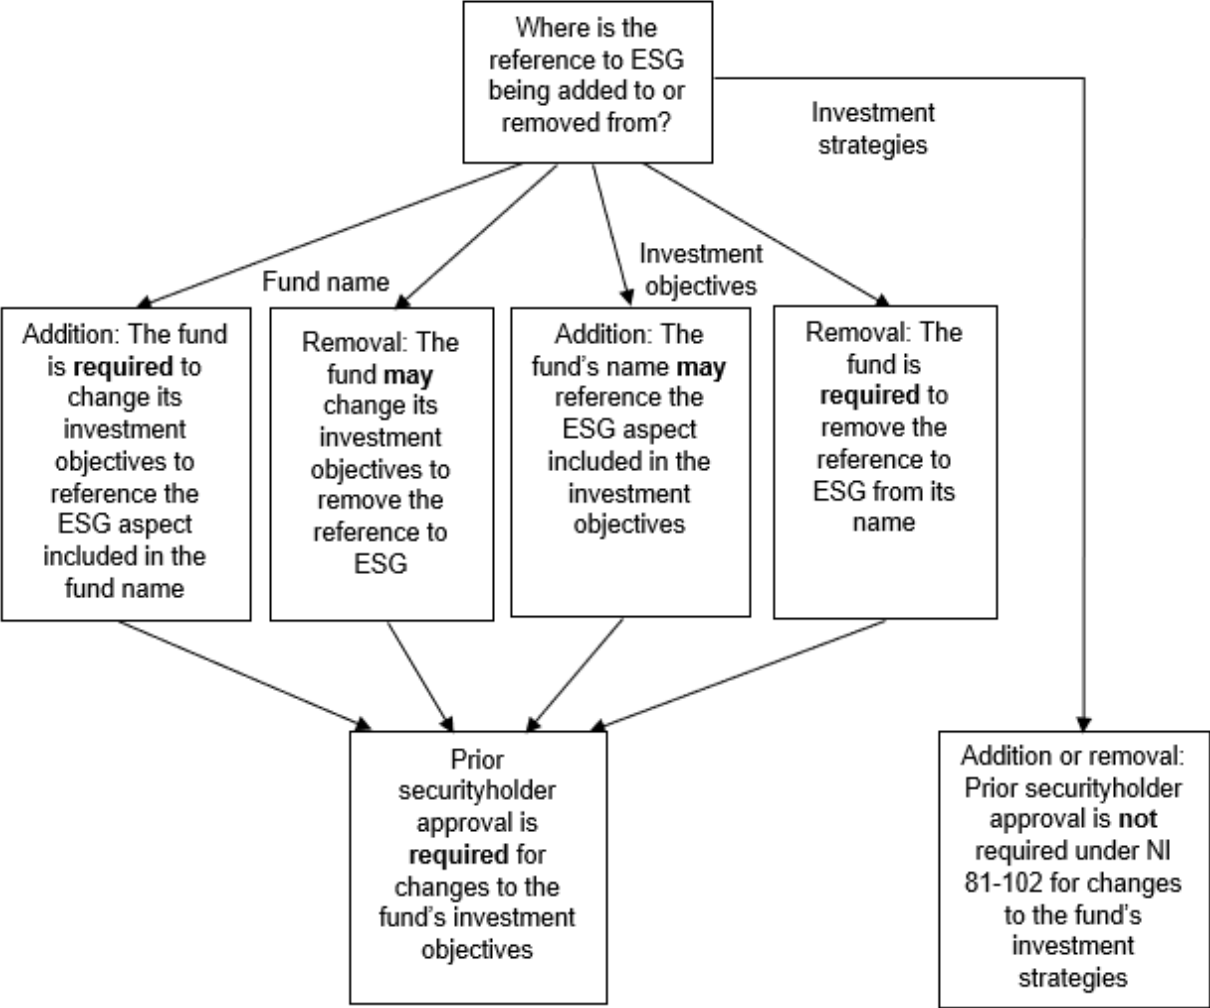 Where is the
reference to ESG
being added to or
removed from?
Investment
strategies
Fund name
Investment
objectives
Addition: The fund
is required to
change its
investment
objectives to
reference the
ESG aspect
included in the
fund name
Removal: The
fund may
change its
investment
objectives to
remove the
reference to
ESG
Addition: The
fund’s name may
reference the
ESG aspect
included in the
investment
objectives
Removal: The
fund is
required to
remove the
reference to
ESG from its
name
Prior
securityholder
approval is
required for
changes to the
fund’s investment
objectives
Addition or removal:
Prior securityholder
approval is not
required under NI
81-102 for changes
to the fund’s
investment
strategies